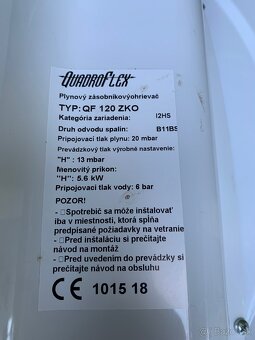 QUADROFLEX
Plynový zásobníkovýohrievač
TYP: QF 120 ZKO
Kategória zariadenia: I2HS
Druh odvodu spalín: B11BS
Pripojovací tlak plynu: 20 mbar
Prevádzkový tlak výrobné nastavenie:
"H" : 13 mbar
Menovitý príkon:
"H": 5.6 kW
Pripojovací tlak vody: 6 bar
POZOR!
- □Spotrebič sa môže inštalovať
iba v miestnosti, ktorá spĺňa
predpísané požiadavky na vetranie
- □Pred inštaláciu si prečítajte
návod na montáž
- □Pred uvedením do prevádzky si
prečítajte návod na obsluhu
CE 1015 18